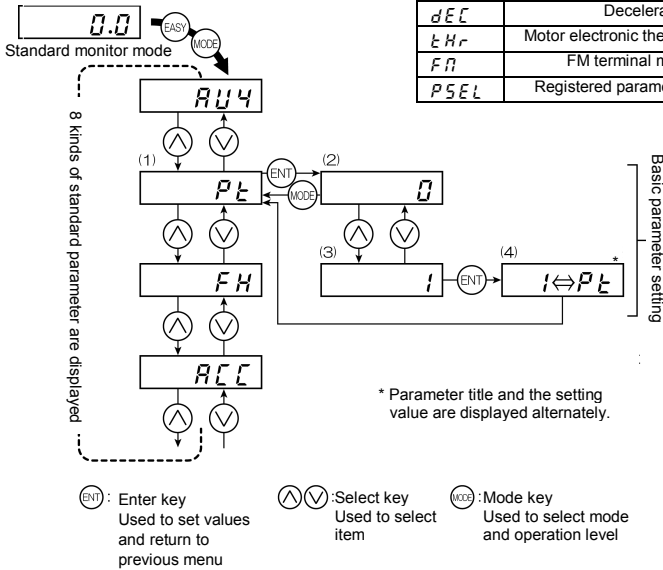 0.0
EASY
MODE
Standard monitor mode
dEC Decelera
tHr Motor electronic the
FM FM terminal m
PSEL Registered parame
8 kinds of standard parameter are displayed
AU4
(1)
Pt
ENT
MODE
(2)
0
(3)
1
ENT
(4)
*
1⇔Pt
FH
ACC
Basic parameter setting
* Parameter title and the setting
value are displayed alternately.
ENT : Enter key
Used to set values
and return to
previous menu
:Select key
Used to select
item
MODE :Mode key
Used to select mode
and operation level